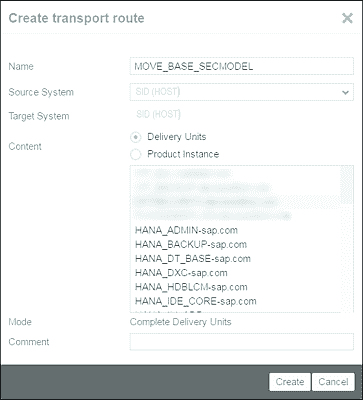 Create transport route
Name MOVE_BASE_SECMODEL
Source System SID (HOST)
Target System SID (HOST)
Content Delivery Units
Product Instance
HANA_ADMIN-sap.com
HANA_BACKUP-sap.com
HANA_DT_BASE-sap.com
HANA_DXC-sap.com
HANA_HDBLCM-sap.com
HANA_IDE_CORE-sap.com
Mode Complete Delivery Units
Comment
Create Cancel